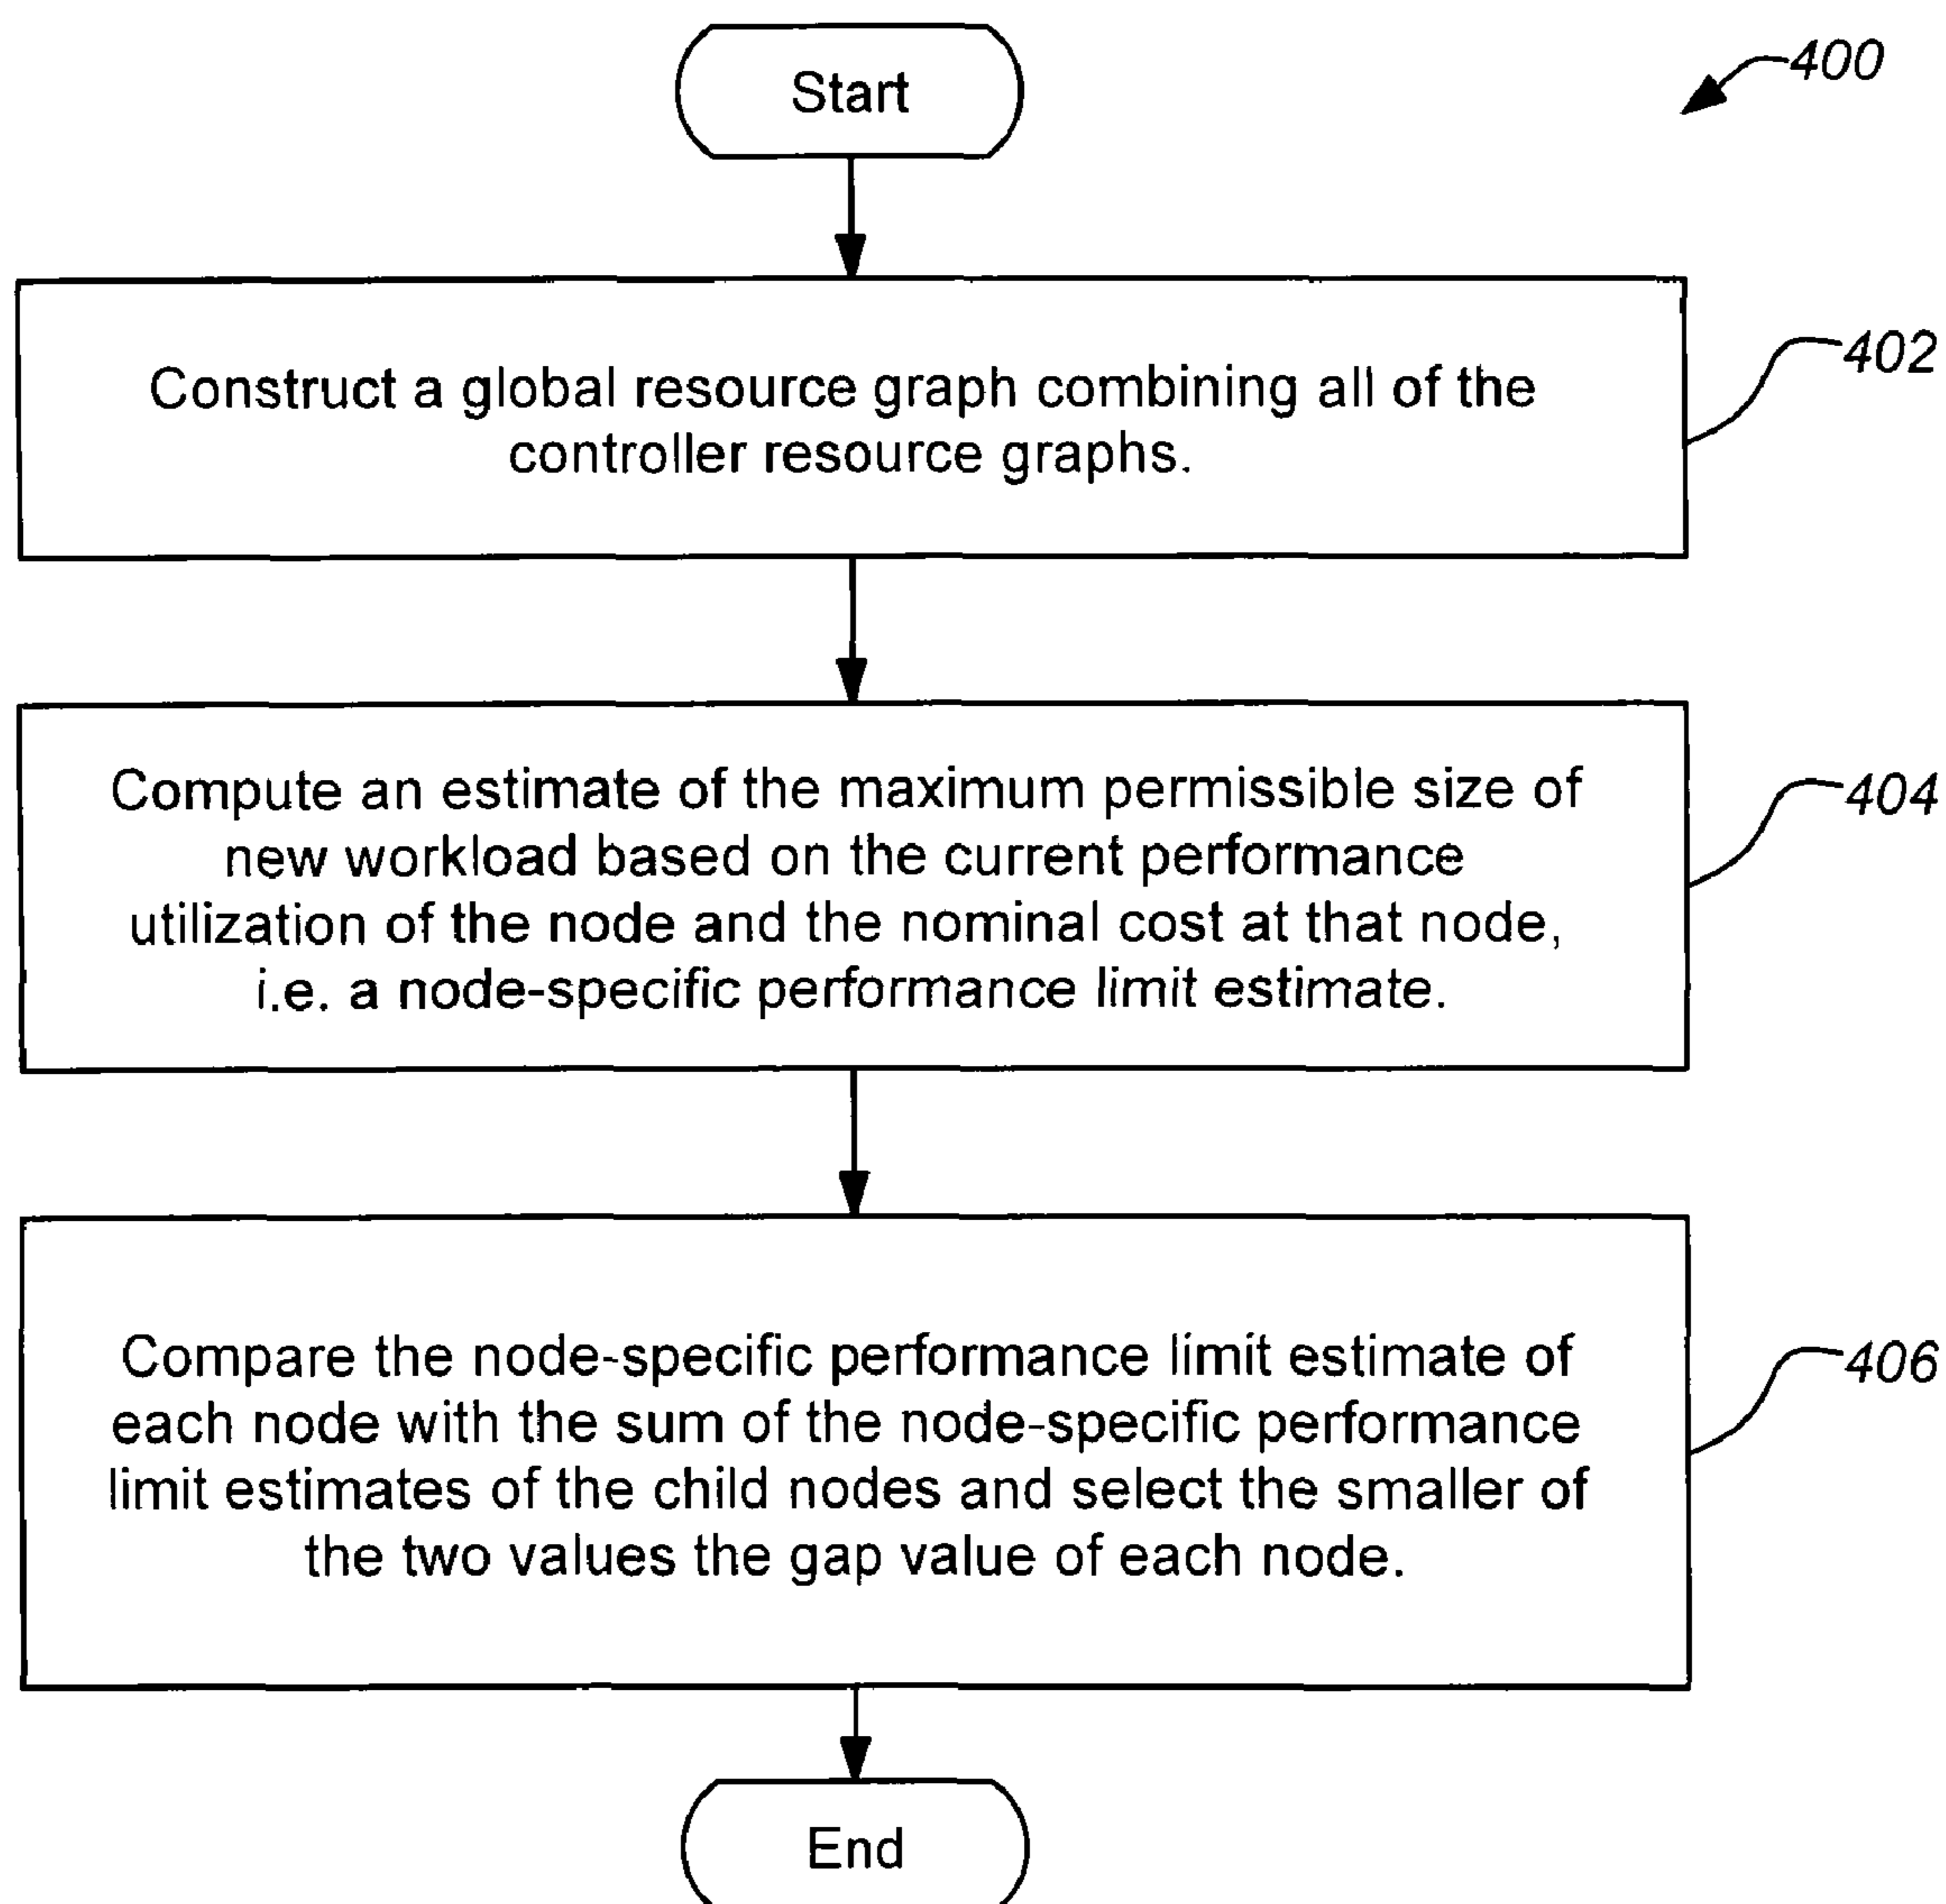 Start
400
Construct a global resource graph combining all of the
controller resource graphs.
402
Compute an estimate of the maximum permissible size of
new workload based on the current performance
utilization of the node and the nominal cost at that node,
i.e. a node-specific performance limit estimate.
404
Compare the node-specific performance limit estimate of
each node with the sum of the node-specific performance
limit estimates of the child nodes and select the smaller of
the two values the gap value of each node.
406
End